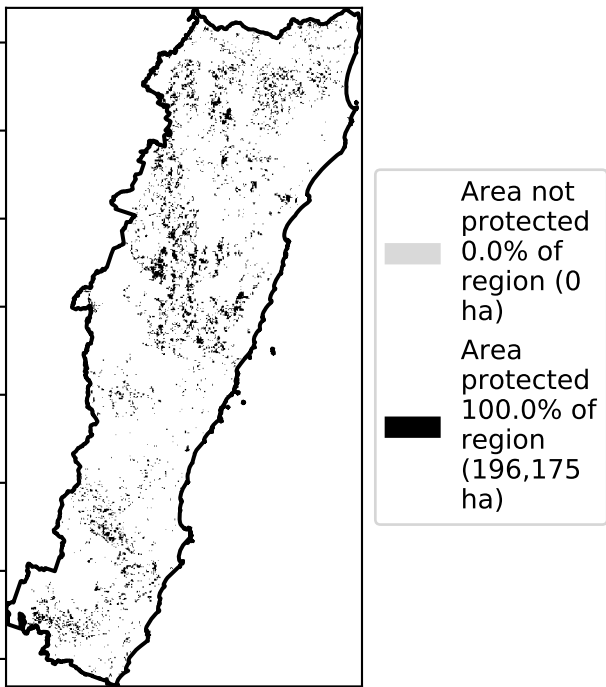 Area not
protected
0.0% of
region (0
ha)
Area
protected
100.0% of
region
(196,175
ha)